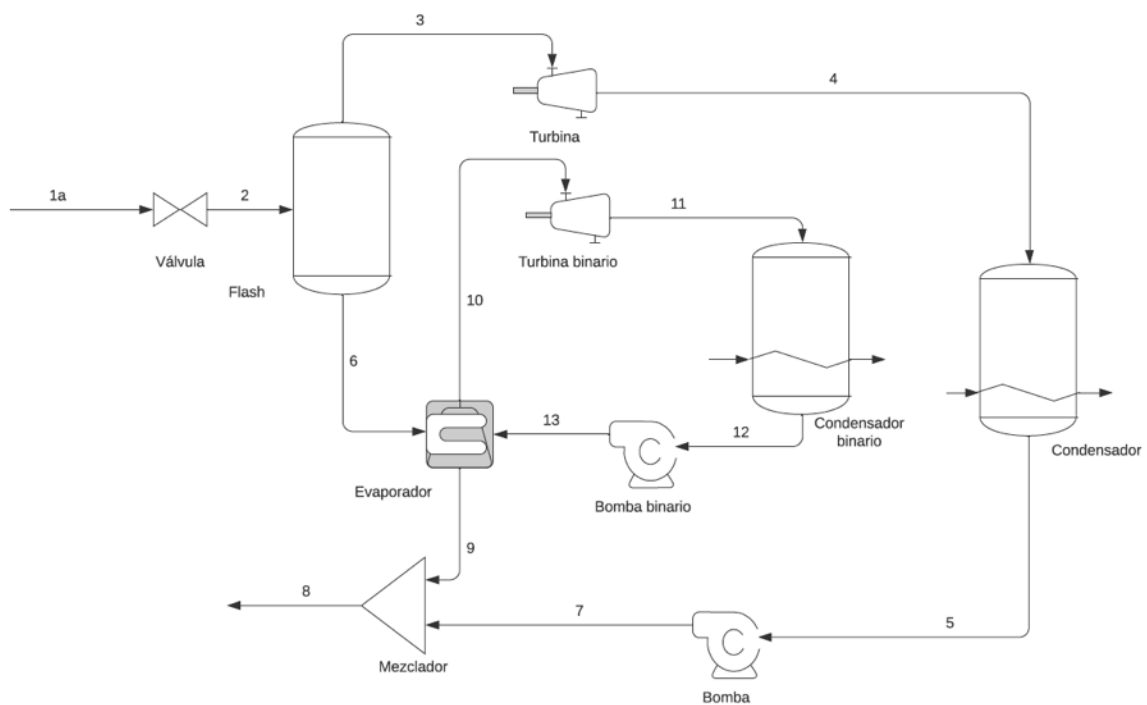 3
4
Turbina
1a
2
11
Válvula
Turbina binario
Flash
10
6
13
12
Condensador
binario
Condensador
Evaporador
Bomba binario
9
8
7
5
Mezclador
Bomba